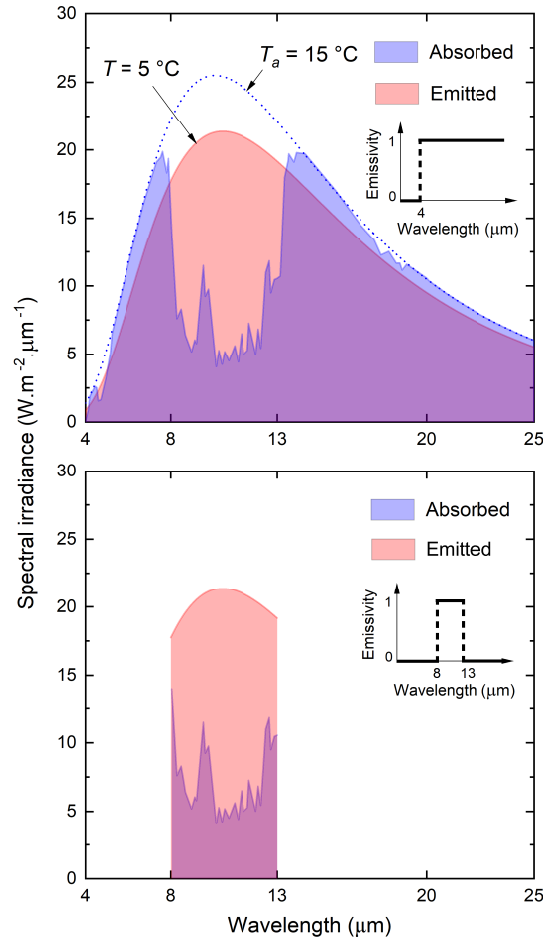 Spectral irradiance (W.m⁻² µm⁻¹)
30
25
20
15
10
5
0
T = 5 °C
Tₐ = 15 °C
Absorbed
Emitted
Emissivity
1
0
4
Wavelength (µm)
4 8 13 20 25
30
25
20
15
10
5
0
Absorbed
Emitted
Emissivity
1
0
8 13
Wavelength (µm)
4 8 13 20 25
Wavelength (µm)